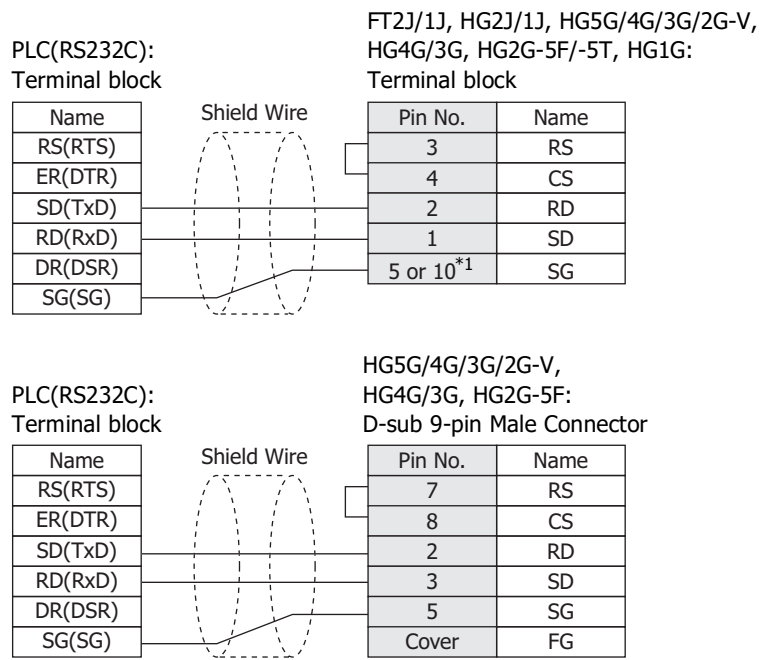 FT2J/1J, HG2J/1J, HG5G/4G/3G/2G-V,
PLC(RS232C): HG4G/3G, HG2G-5F/-5T, HG1G:
Terminal block Terminal block
Name Shield Wire Pin No. Name
RS(RTS) 3 RS
ER(DTR) 4 CS
SD(TxD) 2 RD
RD(RxD) 1 SD
DR(DSR) 5 or 10*1 SG
SG(SG)
HG5G/4G/3G/2G-V,
PLC(RS232C): HG4G/3G, HG2G-5F:
Terminal block D-sub 9-pin Male Connector
Name Shield Wire Pin No. Name
RS(RTS) 7 RS
ER(DTR) 8 CS
SD(TxD) 2 RD
RD(RxD) 3 SD
DR(DSR) 5 SG
SG(SG) Cover FG